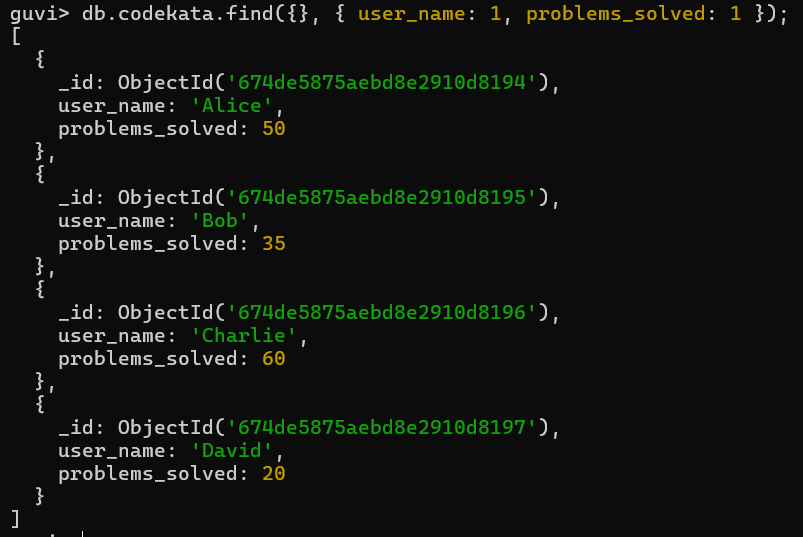 guvi> db.codekata.find({}, { user_name: 1, problems_solved: 1 });
[
  {
    _id: ObjectId('674de5875aebd8e2910d8194'),
    user_name: 'Alice',
    problems_solved: 50
  },
  {
    _id: ObjectId('674de5875aebd8e2910d8195'),
    user_name: 'Bob',
    problems_solved: 35
  },
  {
    _id: ObjectId('674de5875aebd8e2910d8196'),
    user_name: 'Charlie',
    problems_solved: 60
  },
  {
    _id: ObjectId('674de5875aebd8e2910d8197'),
    user_name: 'David',
    problems_solved: 20
  }
]